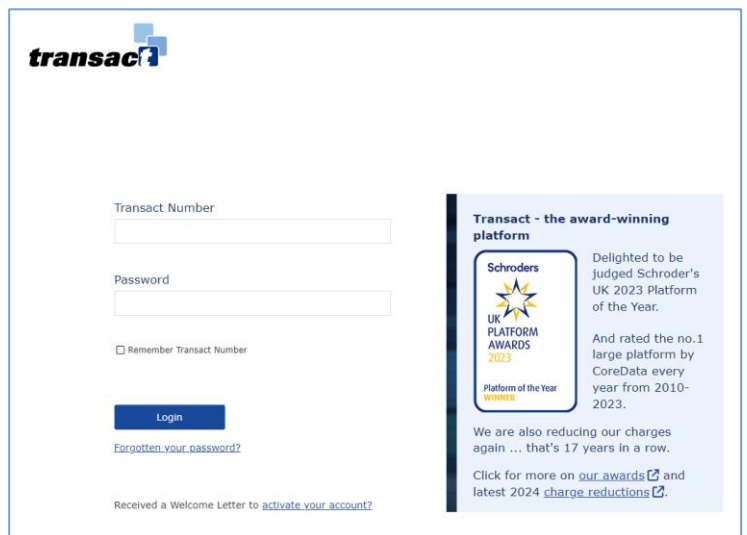 transact
Transact Number
Password
Remember Transact Number
Login
Forgotten your password?
Received a Welcome Letter to activate your account?
Transact - the award-winning
platform
Schroders
UK
PLATFORM
AWARDS
2023
Platform of the Year
WINNER
Delighted to be
judged Schroder's
UK 2023 Platform
of the Year.
And rated the no.1
large platform by
CoreData every
year from 2010-
2023.
We are also reducing our charges
again ... that's 17 years in a row.
Click for more on our awards and
latest 2024 charge reductions.